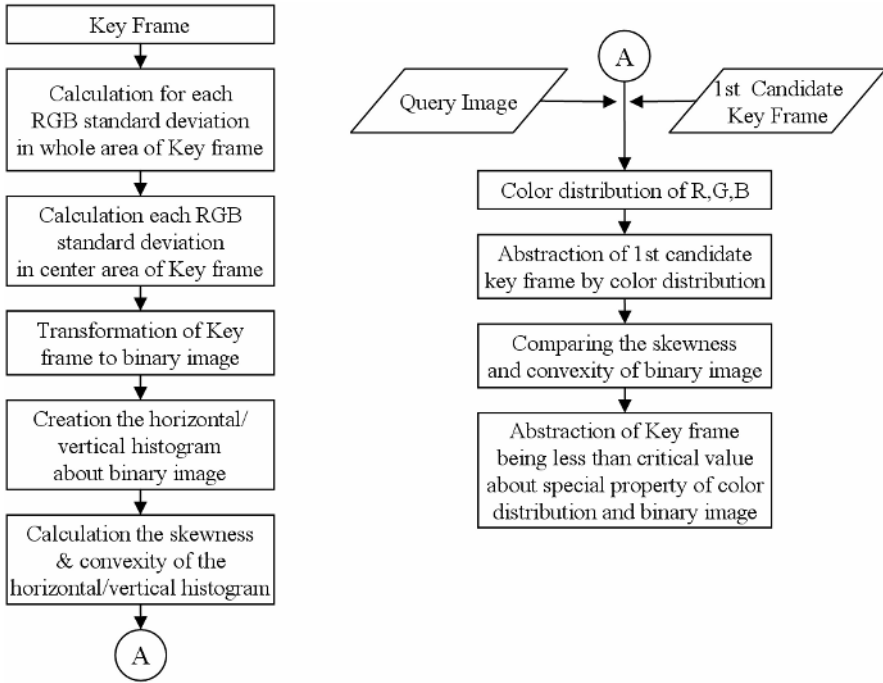 Key Frame
Calculation for each
RGB standard deviation
in whole area of Key frame
Calculation each RGB
standard deviation
in center area of Key frame
Transformation of Key
frame to binary image
Creation the horizontal/
vertical histogram
about binary image
Calculation the skewness
& convexity of the
horizontal/vertical histogram
A
A
Query Image
1st Candidate
Key Frame
Color distribution of R,G,B
Abstraction of 1st candidate
key frame by color distribution
Comparing the skewness
and convexity of binary image
Abstraction of Key frame
being less than critical value
about special property of color
distribution and binary image